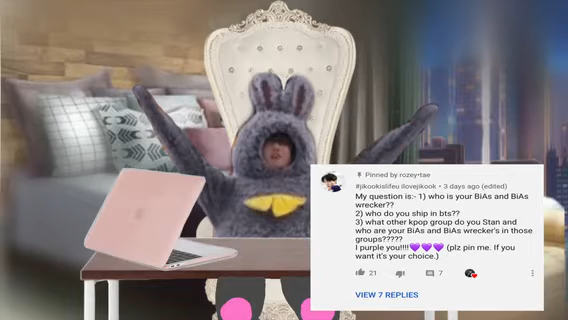 Pinned by rozey•tae
#jikookislifeu ilovejikook • 3 days ago (edited)
My question is:- 1) who is your BiAs and BiAs
wrecker??
2) who do you ship in bts??
3) what other kpop group do you Stan and
who are your BiAs and BiAs wrecker's in those
groups?????
I purple you!!!!💜💜💜 (plz pin me. If you
want it's your choice.)
21 7
VIEW 7 REPLIES